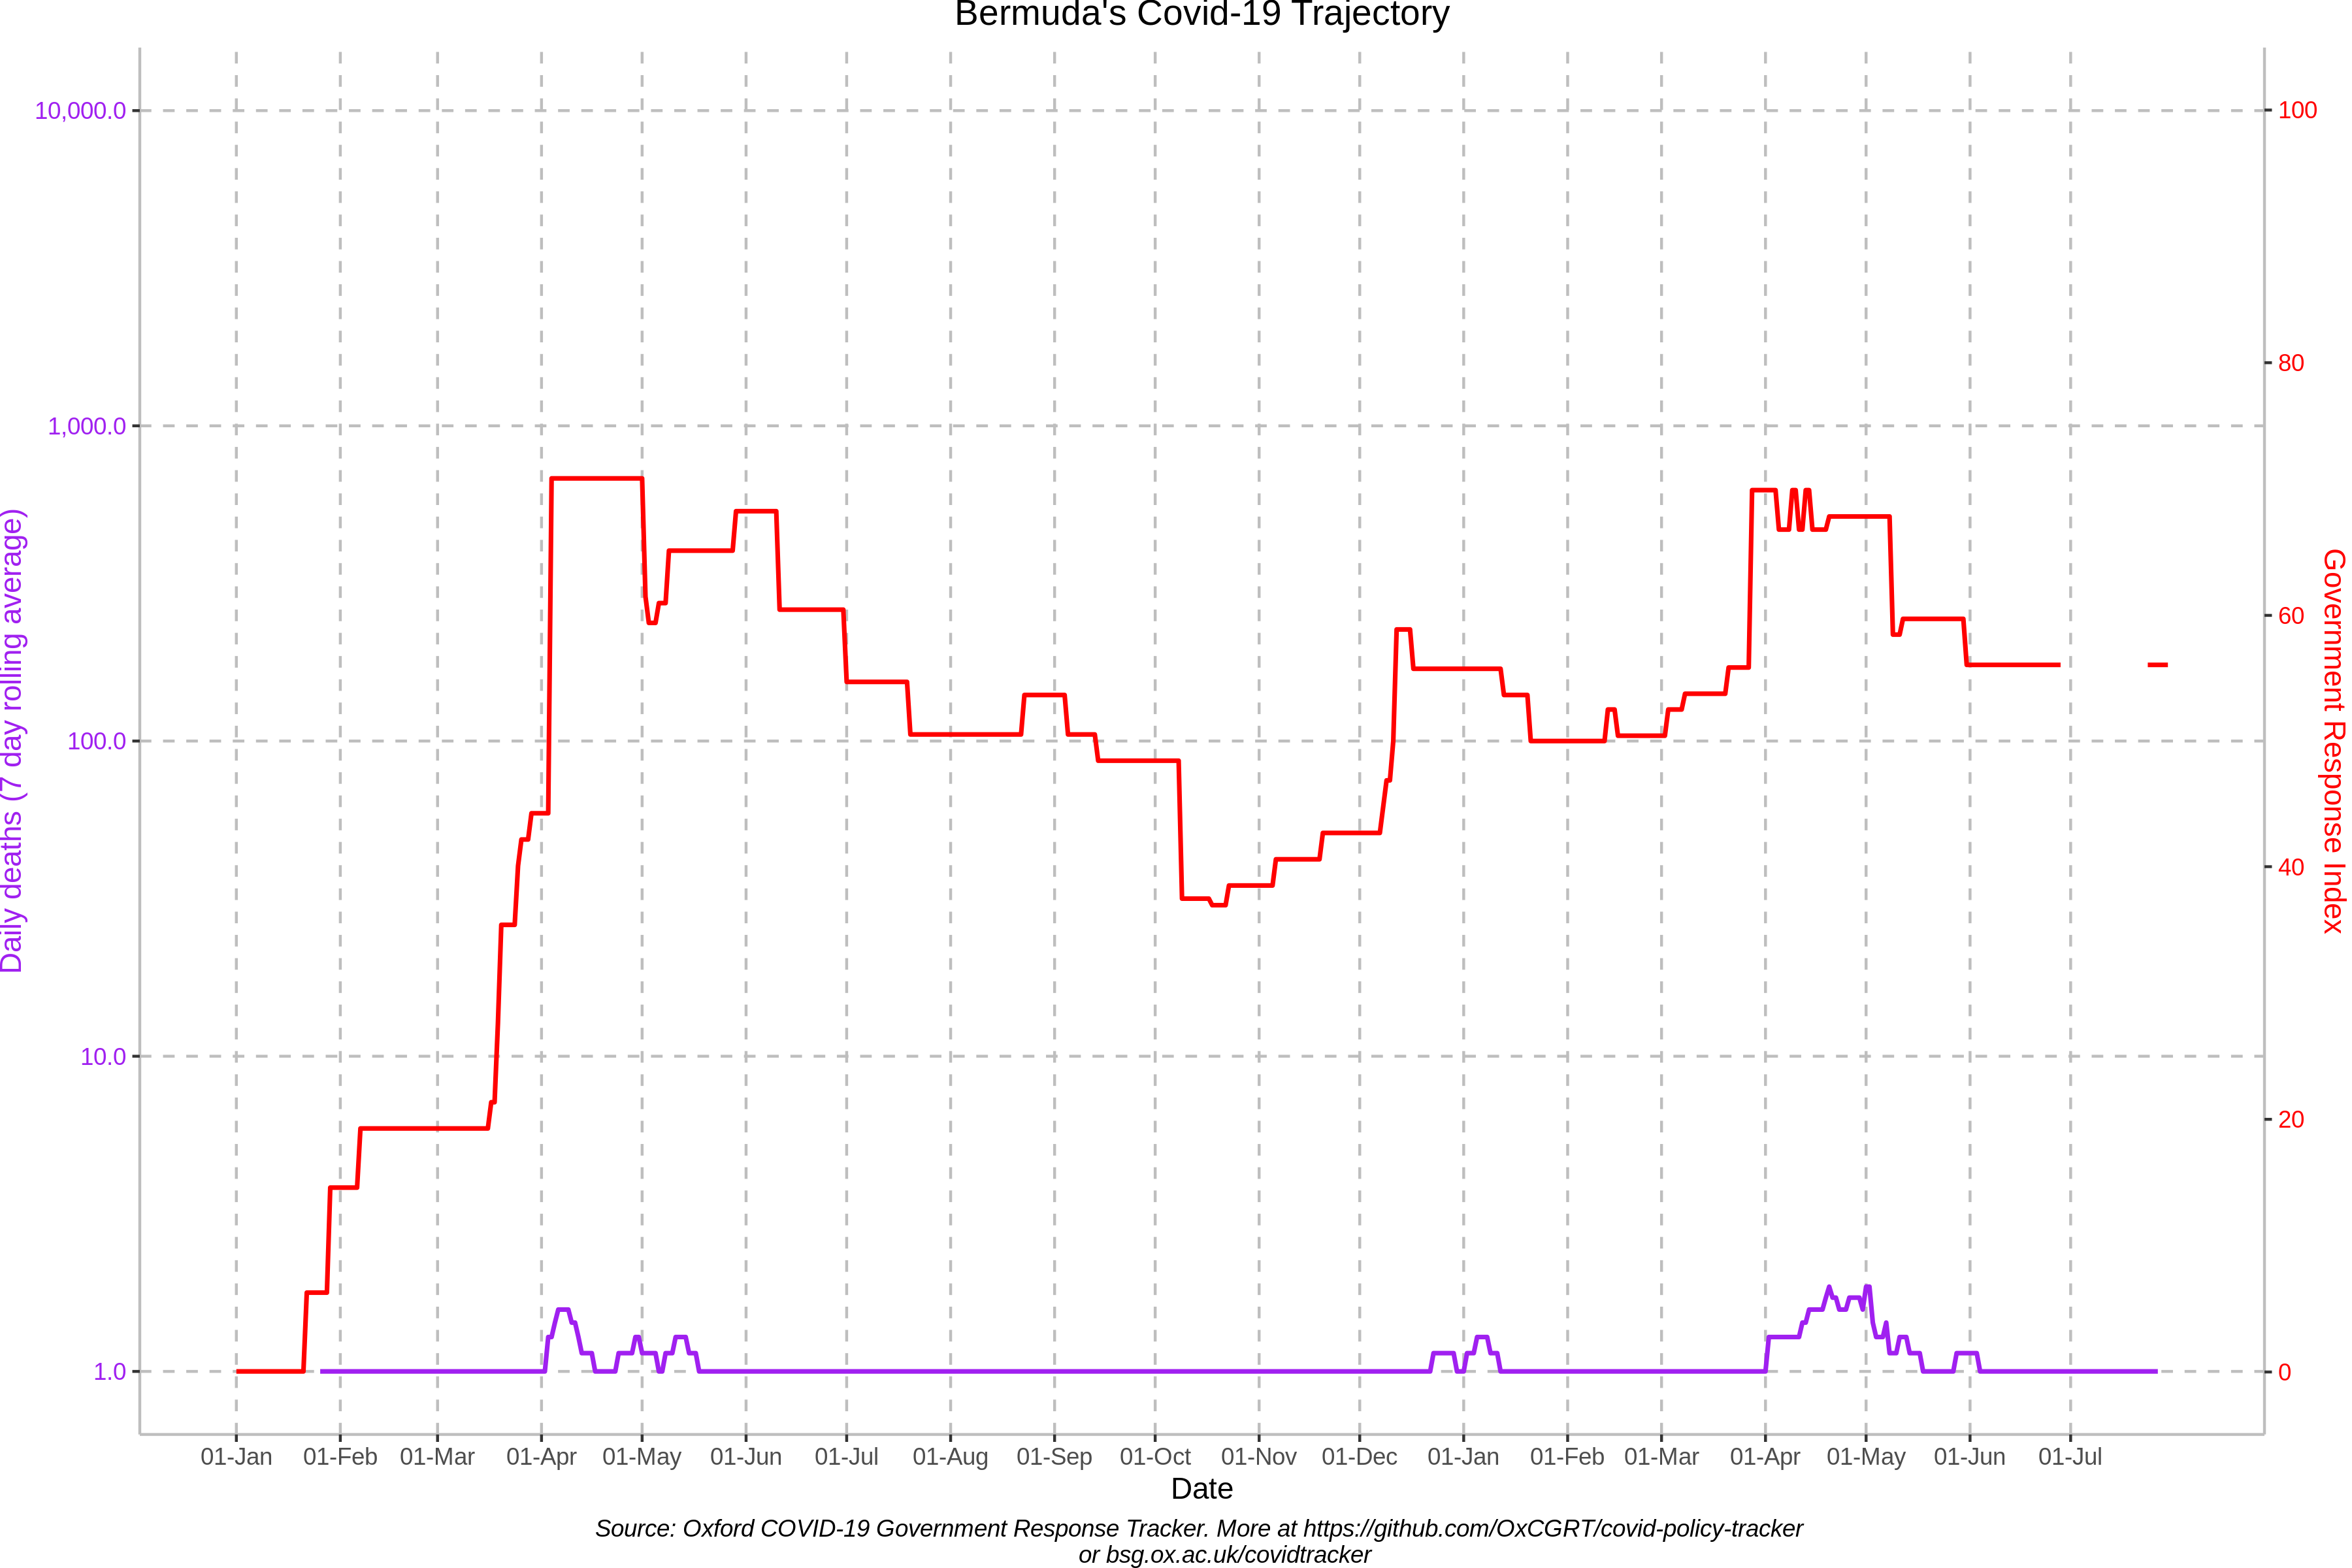 Bermuda's Covid-19 Trajectory
10,000.0
1,000.0
100.0
10.0
1.0
Daily deaths (7 day rolling average)
100
80
60
40
20
0
Government Response Index
01-Jan 01-Feb 01-Mar 01-Apr 01-May 01-Jun 01-Jul 01-Aug 01-Sep 01-Oct 01-Nov 01-Dec 01-Jan 01-Feb 01-Mar 01-Apr 01-May 01-Jun 01-Jul
Date
Source: Oxford COVID-19 Government Response Tracker. More at https://github.com/OxCGRT/covid-policy-tracker
or bsg.ox.ac.uk/covidtracker